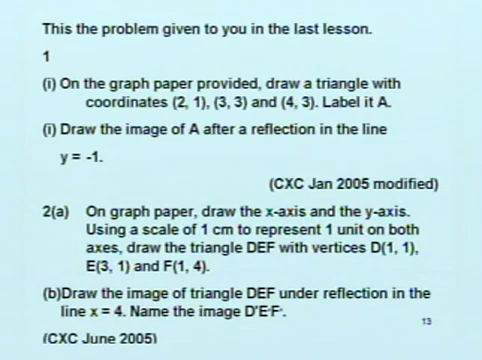 This the problem given to you in the last lesson.
1
(i) On the graph paper provided, draw a triangle with
coordinates (2, 1), (3, 3) and (4, 3). Label it A.
(i) Draw the image of A after a reflection in the line
y = -1.
(CXC Jan 2005 modified)
2(a) On graph paper, draw the x-axis and the y-axis.
Using a scale of 1 cm to represent 1 unit on both
axes, draw the triangle DEF with vertices D(1, 1),
E(3, 1) and F(1, 4).
(b)Draw the image of triangle DEF under reflection in the
line x = 4. Name the image D'E'F'.
13
(CXC June 2005)